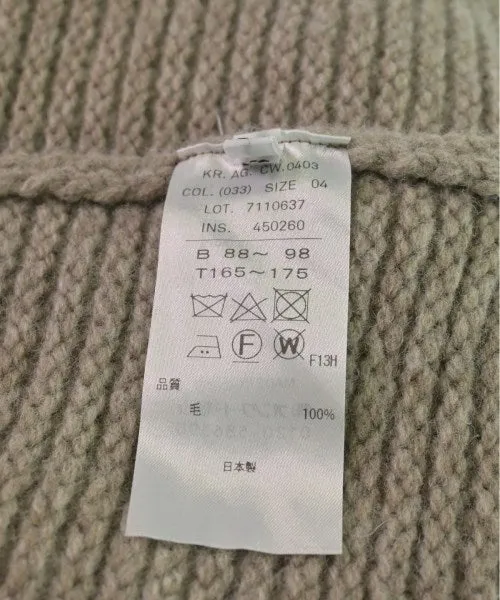 KR. AG. CW.0403
COL. (033) SIZE 04
LOT. 7110637
INS. 450260
B 88～ 98
T165～175
F W F13H
品質
毛 100%
日本製